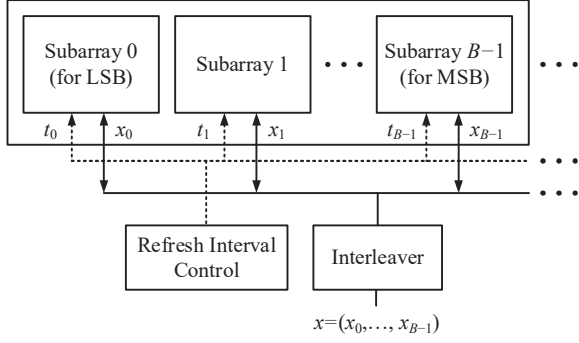 Subarray 0
(for LSB)
Subarray 1
• • •
Subarray B−1
(for MSB)
• • •
t0 x0 t1 x1 tB−1 xB−1
• • •
• • •
Refresh Interval
Control
Interleaver
x=(x0,…, xB−1)